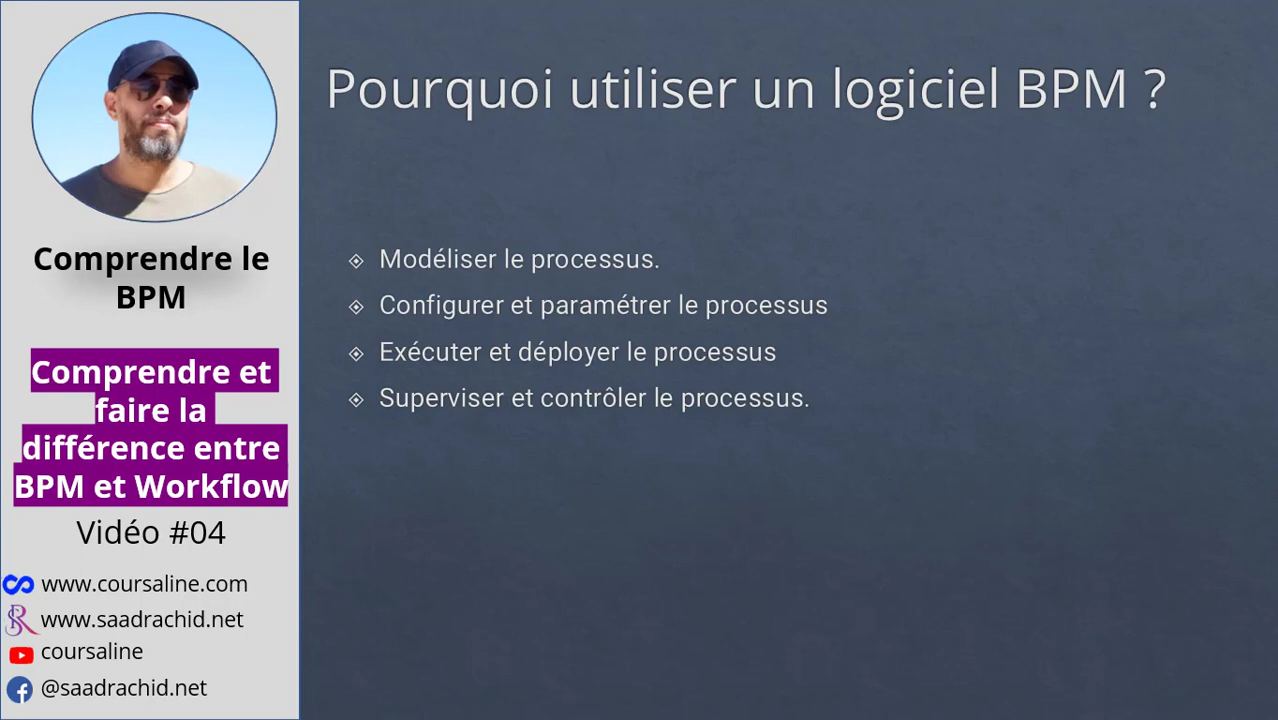 Comprendre le
BPM
Comprendre et
faire la
différence entre
BPM et Workflow
Vidéo #04
www.coursaline.com
www.saadrachid.net
coursaline
@saadrachid.net
Pourquoi utiliser un logiciel BPM ?
Modéliser le processus.
Configurer et paramétrer le processus
Exécuter et déployer le processus
Superviser et contrôler le processus.